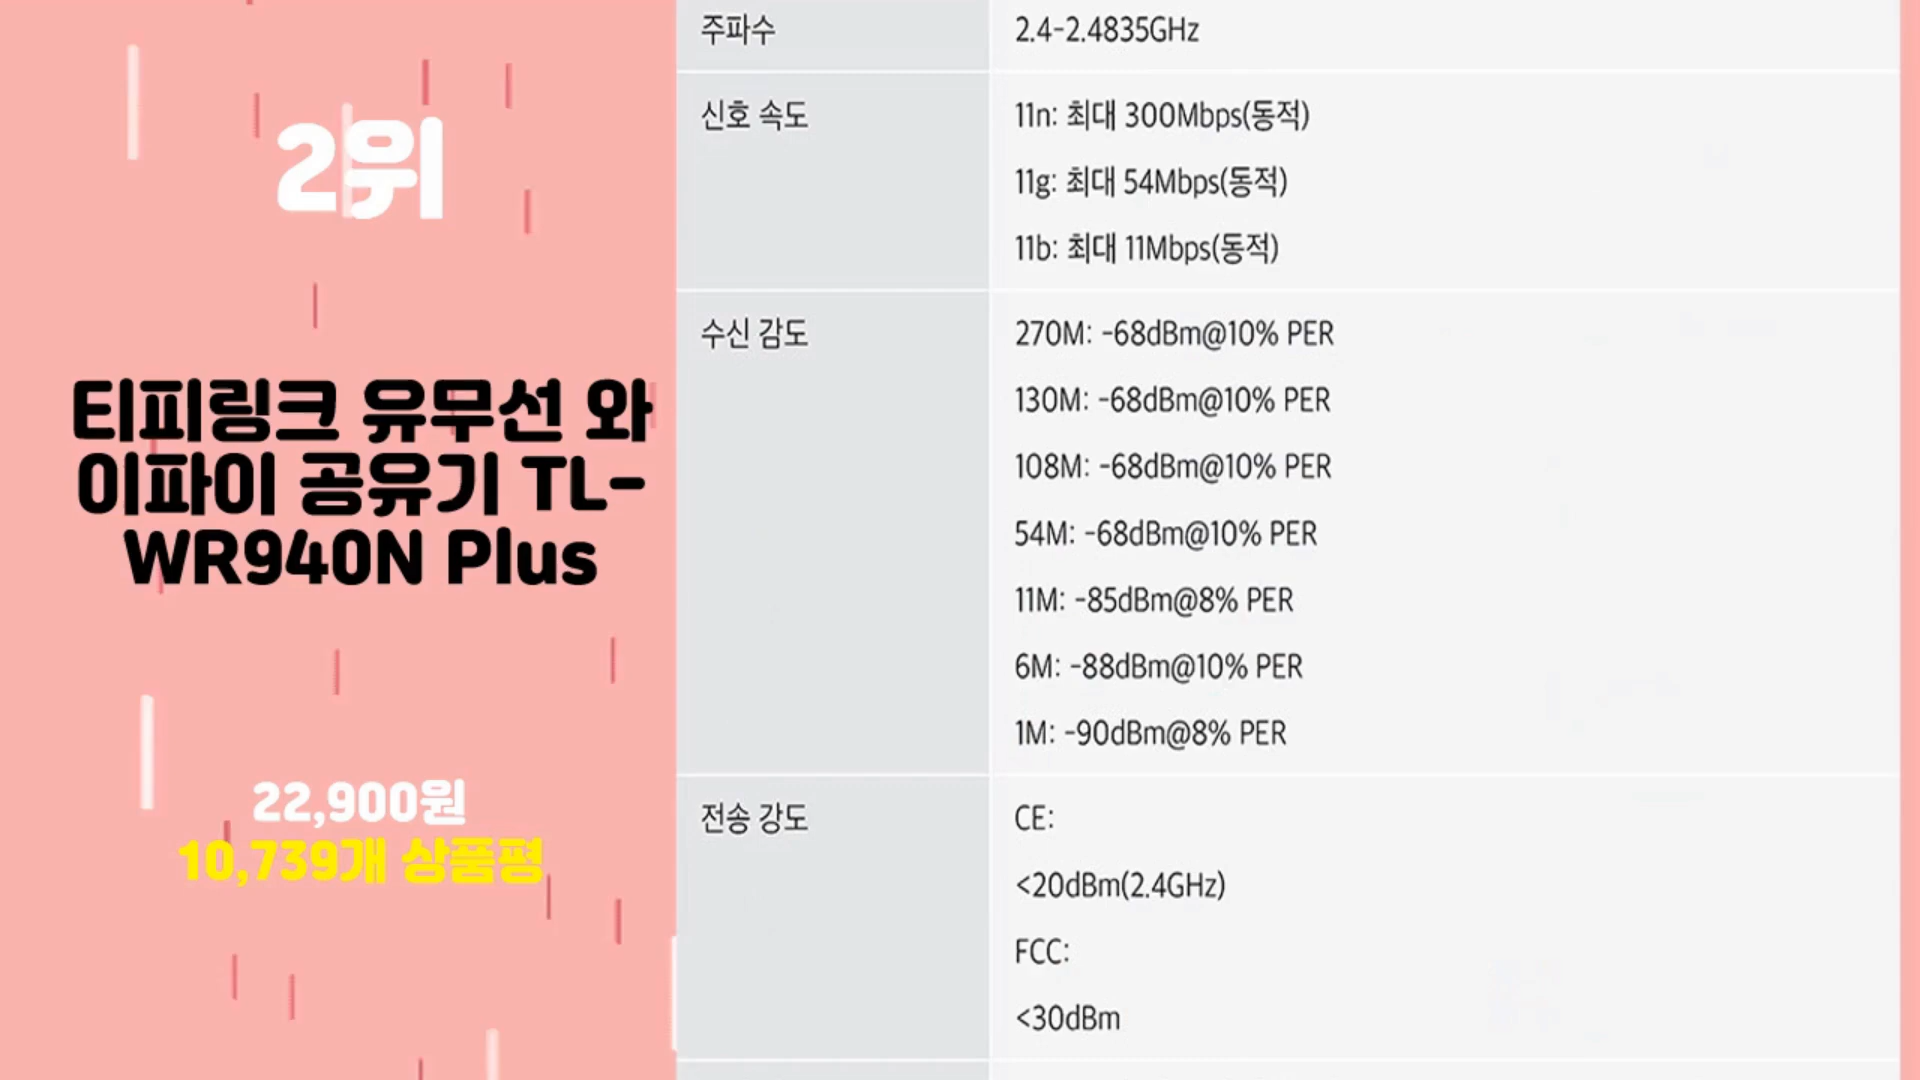 2위
티피링크 유무선 와
이파이 공유기 TL-
WR940N Plus
22,900원
10,739개 상품평
주파수
2.4-2.4835GHz
신호 속도
11n: 최대 300Mbps(동적)
11g: 최대 54Mbps(동적)
11b: 최대 11Mbps(동적)
수신 감도
270M: -68dBm@10% PER
130M: -68dBm@10% PER
108M: -68dBm@10% PER
54M: -68dBm@10% PER
11M: -85dBm@8% PER
6M: -88dBm@10% PER
1M: -90dBm@8% PER
전송 강도
CE:
<20dBm(2.4GHz)
FCC:
<30dBm